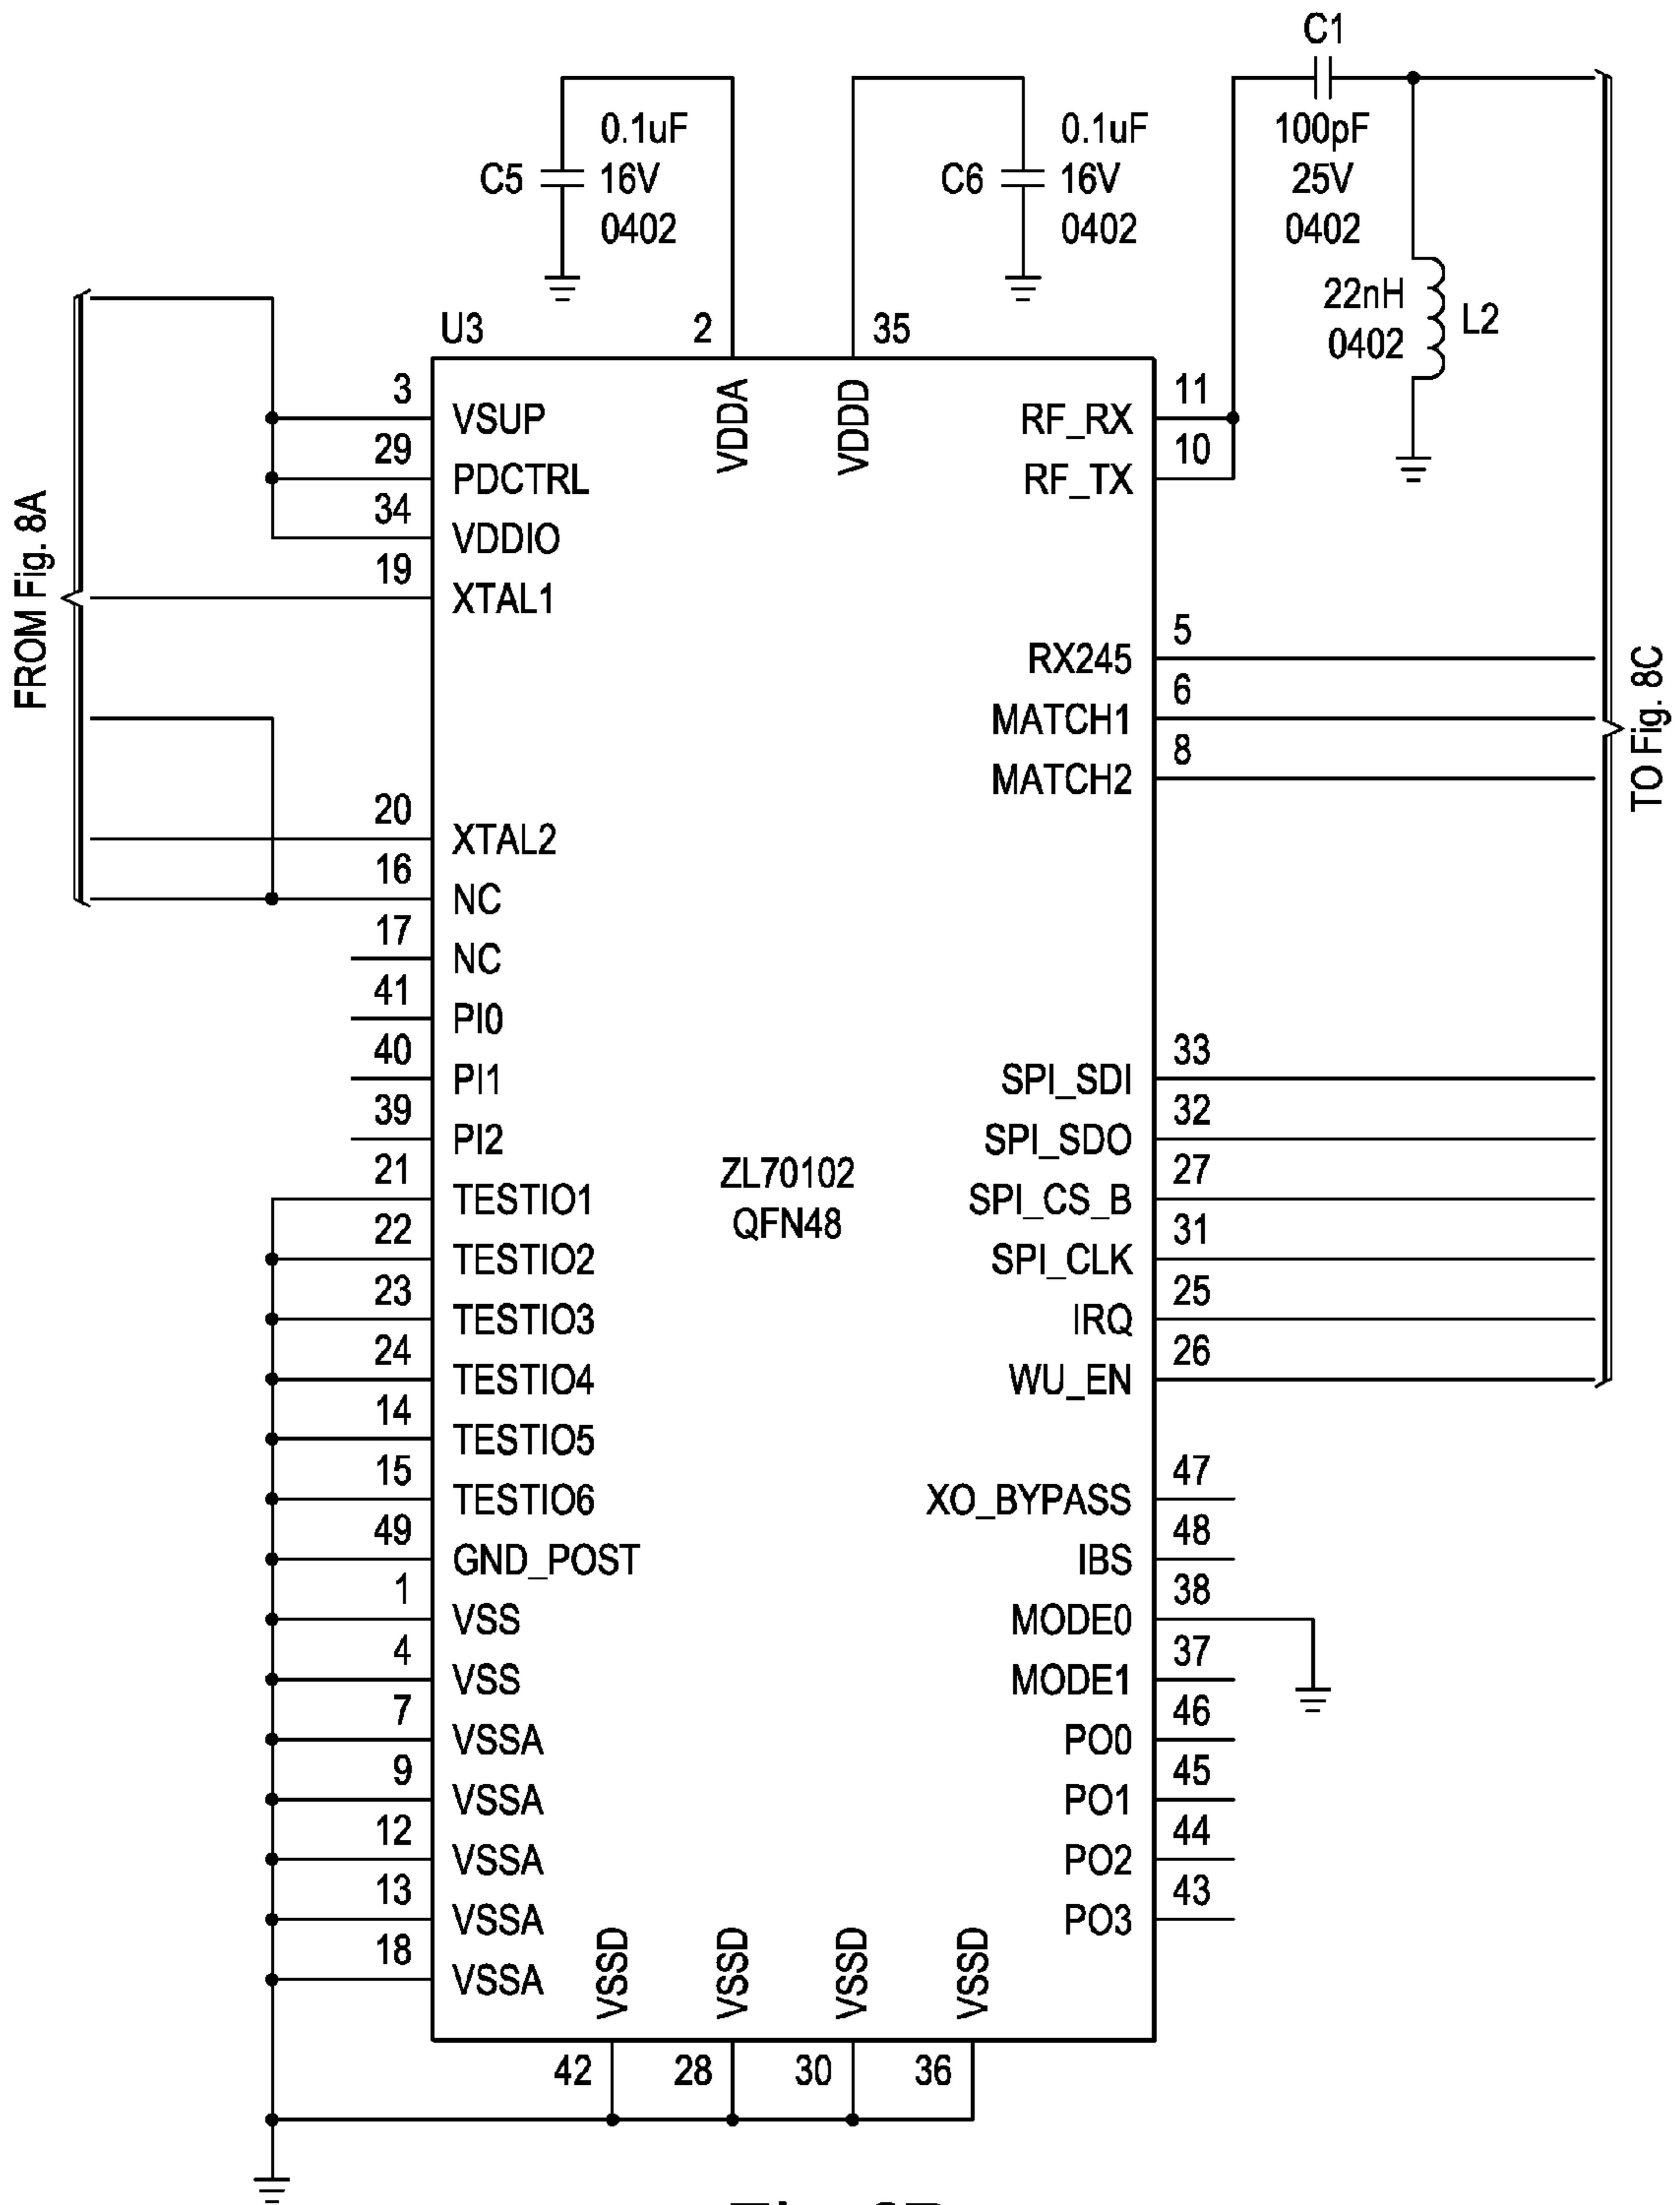 C1
100pF
25V
0402
0.1uF
C5 16V
0402
0.1uF
C6 16V
0402
22nH
0402
L2
U3
2
35
VDDA
VDDD
FROM Fig. 8A
TO Fig. 8C
3 VSUP
29 PDCTRL
34 VDDIO
19 XTAL1
20 XTAL2
16 NC
17 NC
41 PI0
40 PI1
39 PI2
21 TESTIO1
22 TESTIO2
23 TESTIO3
24 TESTIO4
14 TESTIO5
15 TESTIO6
49 GND_POST
1 VSS
4 VSS
7 VSSA
9 VSSA
12 VSSA
13 VSSA
18 VSSA
ZL70102
QFN48
RF_RX 11
RF_TX 10
RX245 5
MATCH1 6
MATCH2 8
SPI_SDI 33
SPI_SDO 32
SPI_CS_B 27
SPI_CLK 31
IRQ 25
WU_EN 26
XO_BYPASS 47
IBS 48
MODE0 38
MODE1 37
PO0 46
PO1 45
PO2 44
PO3 43
VSSD VSSD VSSD VSSD
42 28 30 36